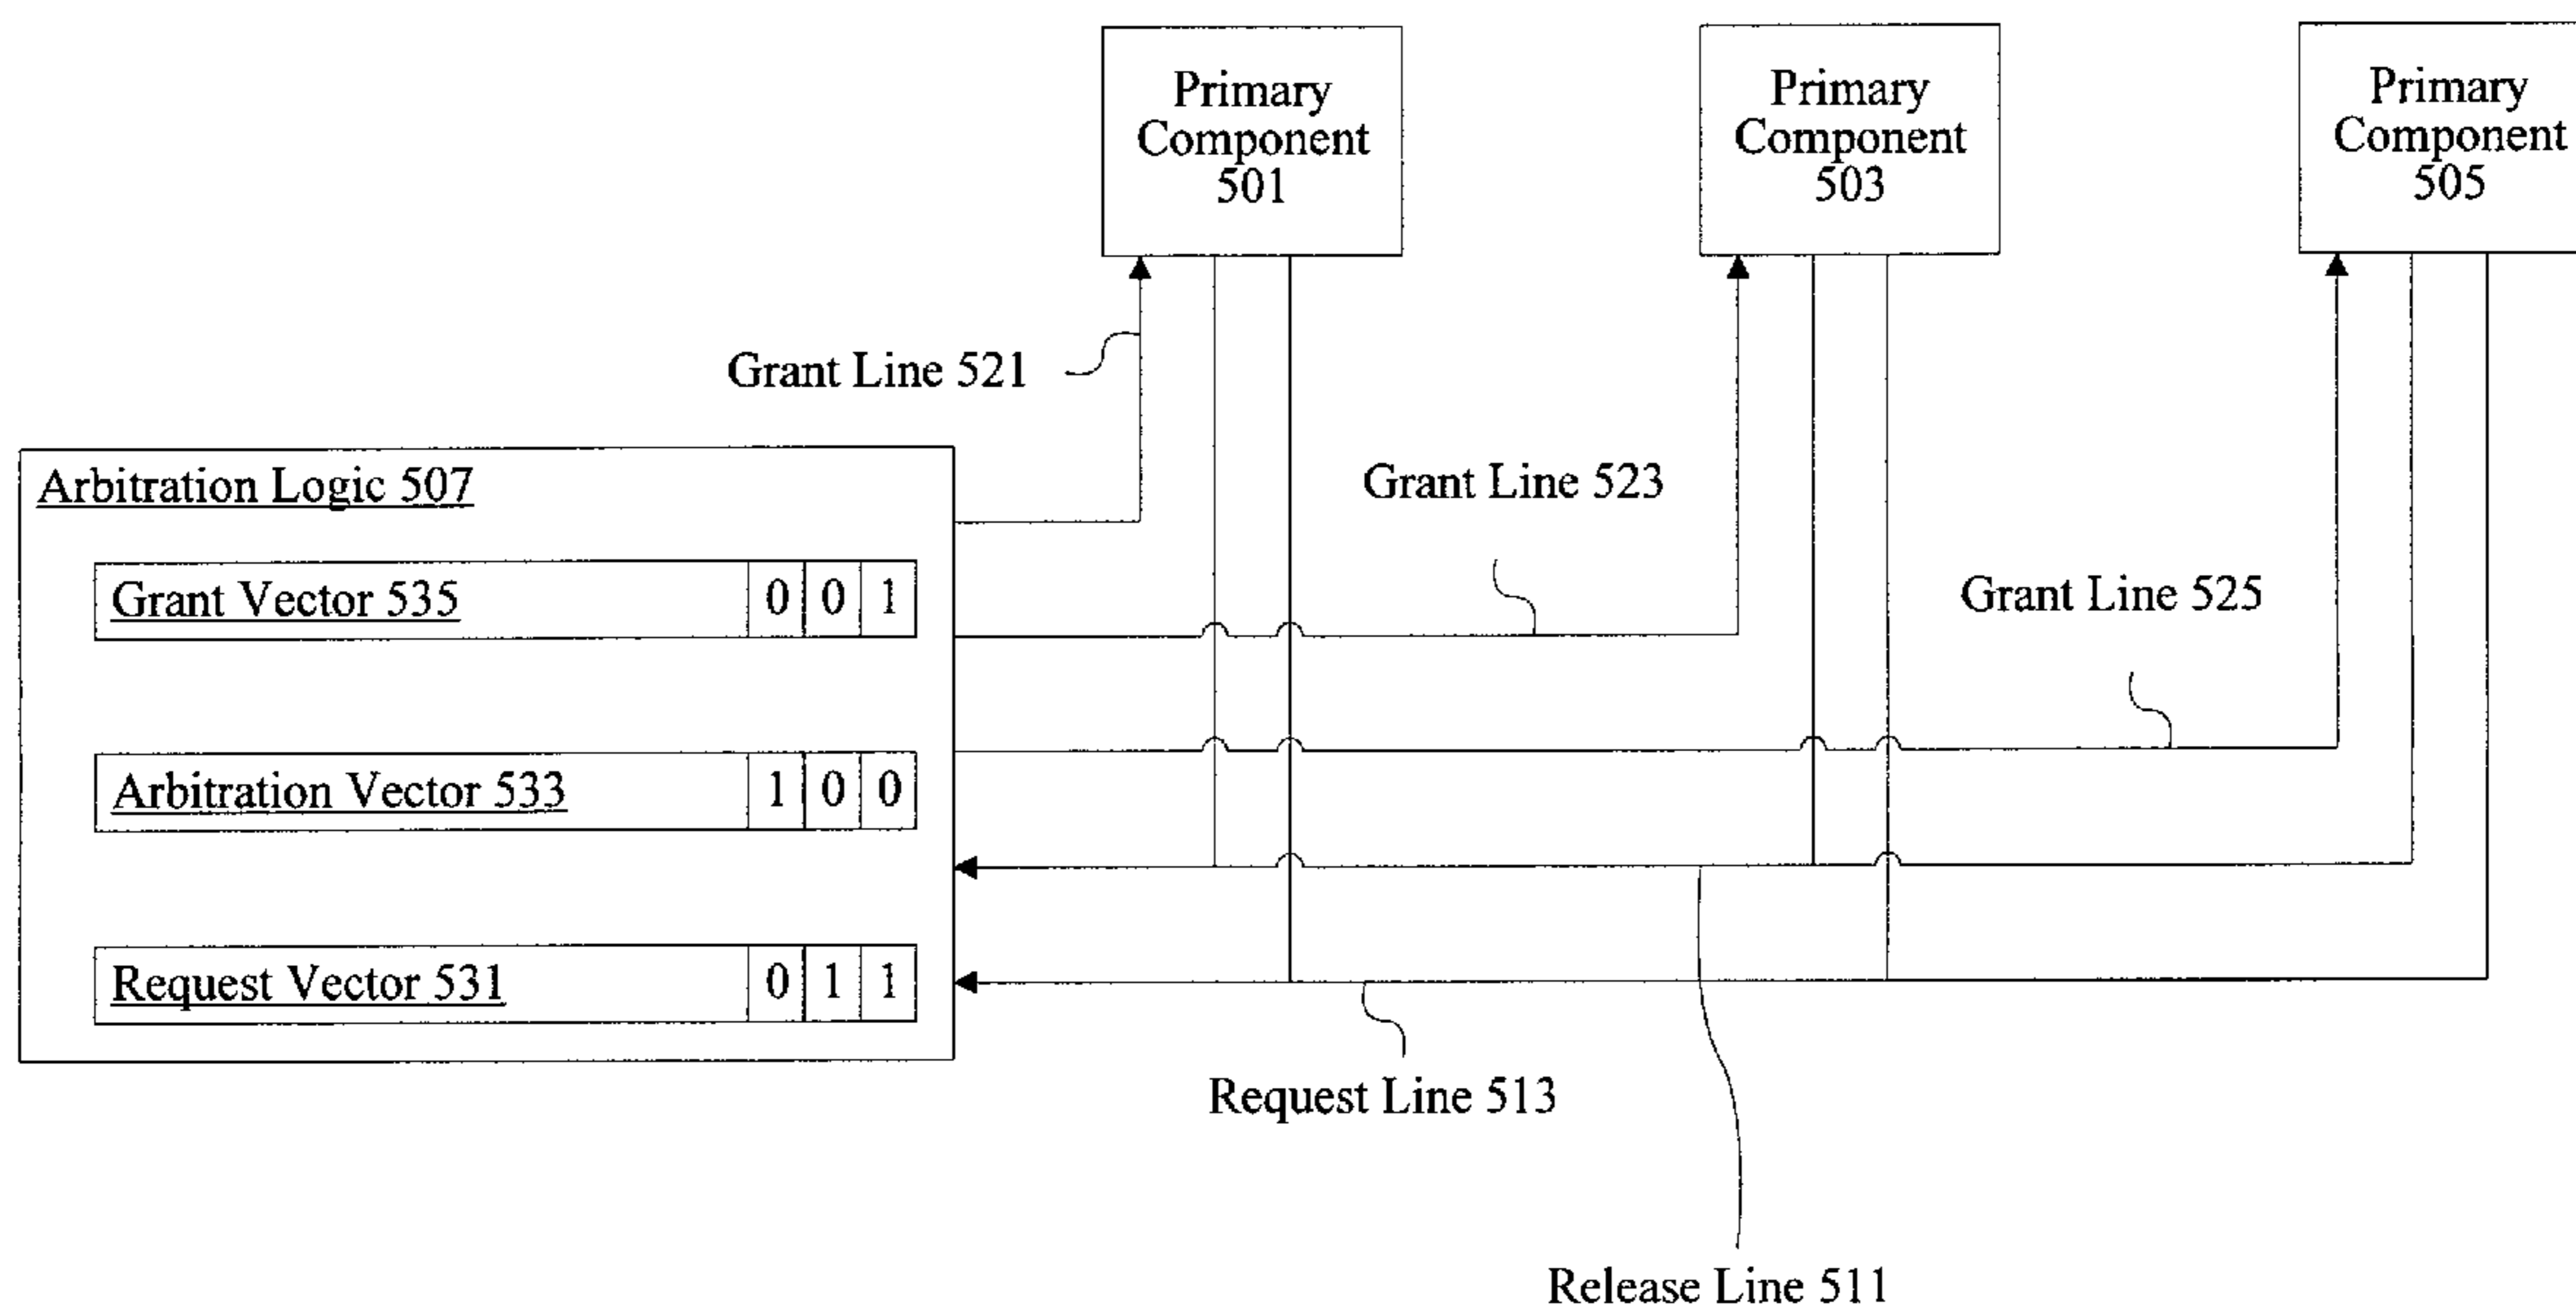 Primary
Component
501
Primary
Component
503
Primary
Component
505
Grant Line 521
Grant Line 523
Grant Line 525
Arbitration Logic 507
Grant Vector 535 0 0 1
Arbitration Vector 533 1 0 0
Request Vector 531 0 1 1
Request Line 513
Release Line 511